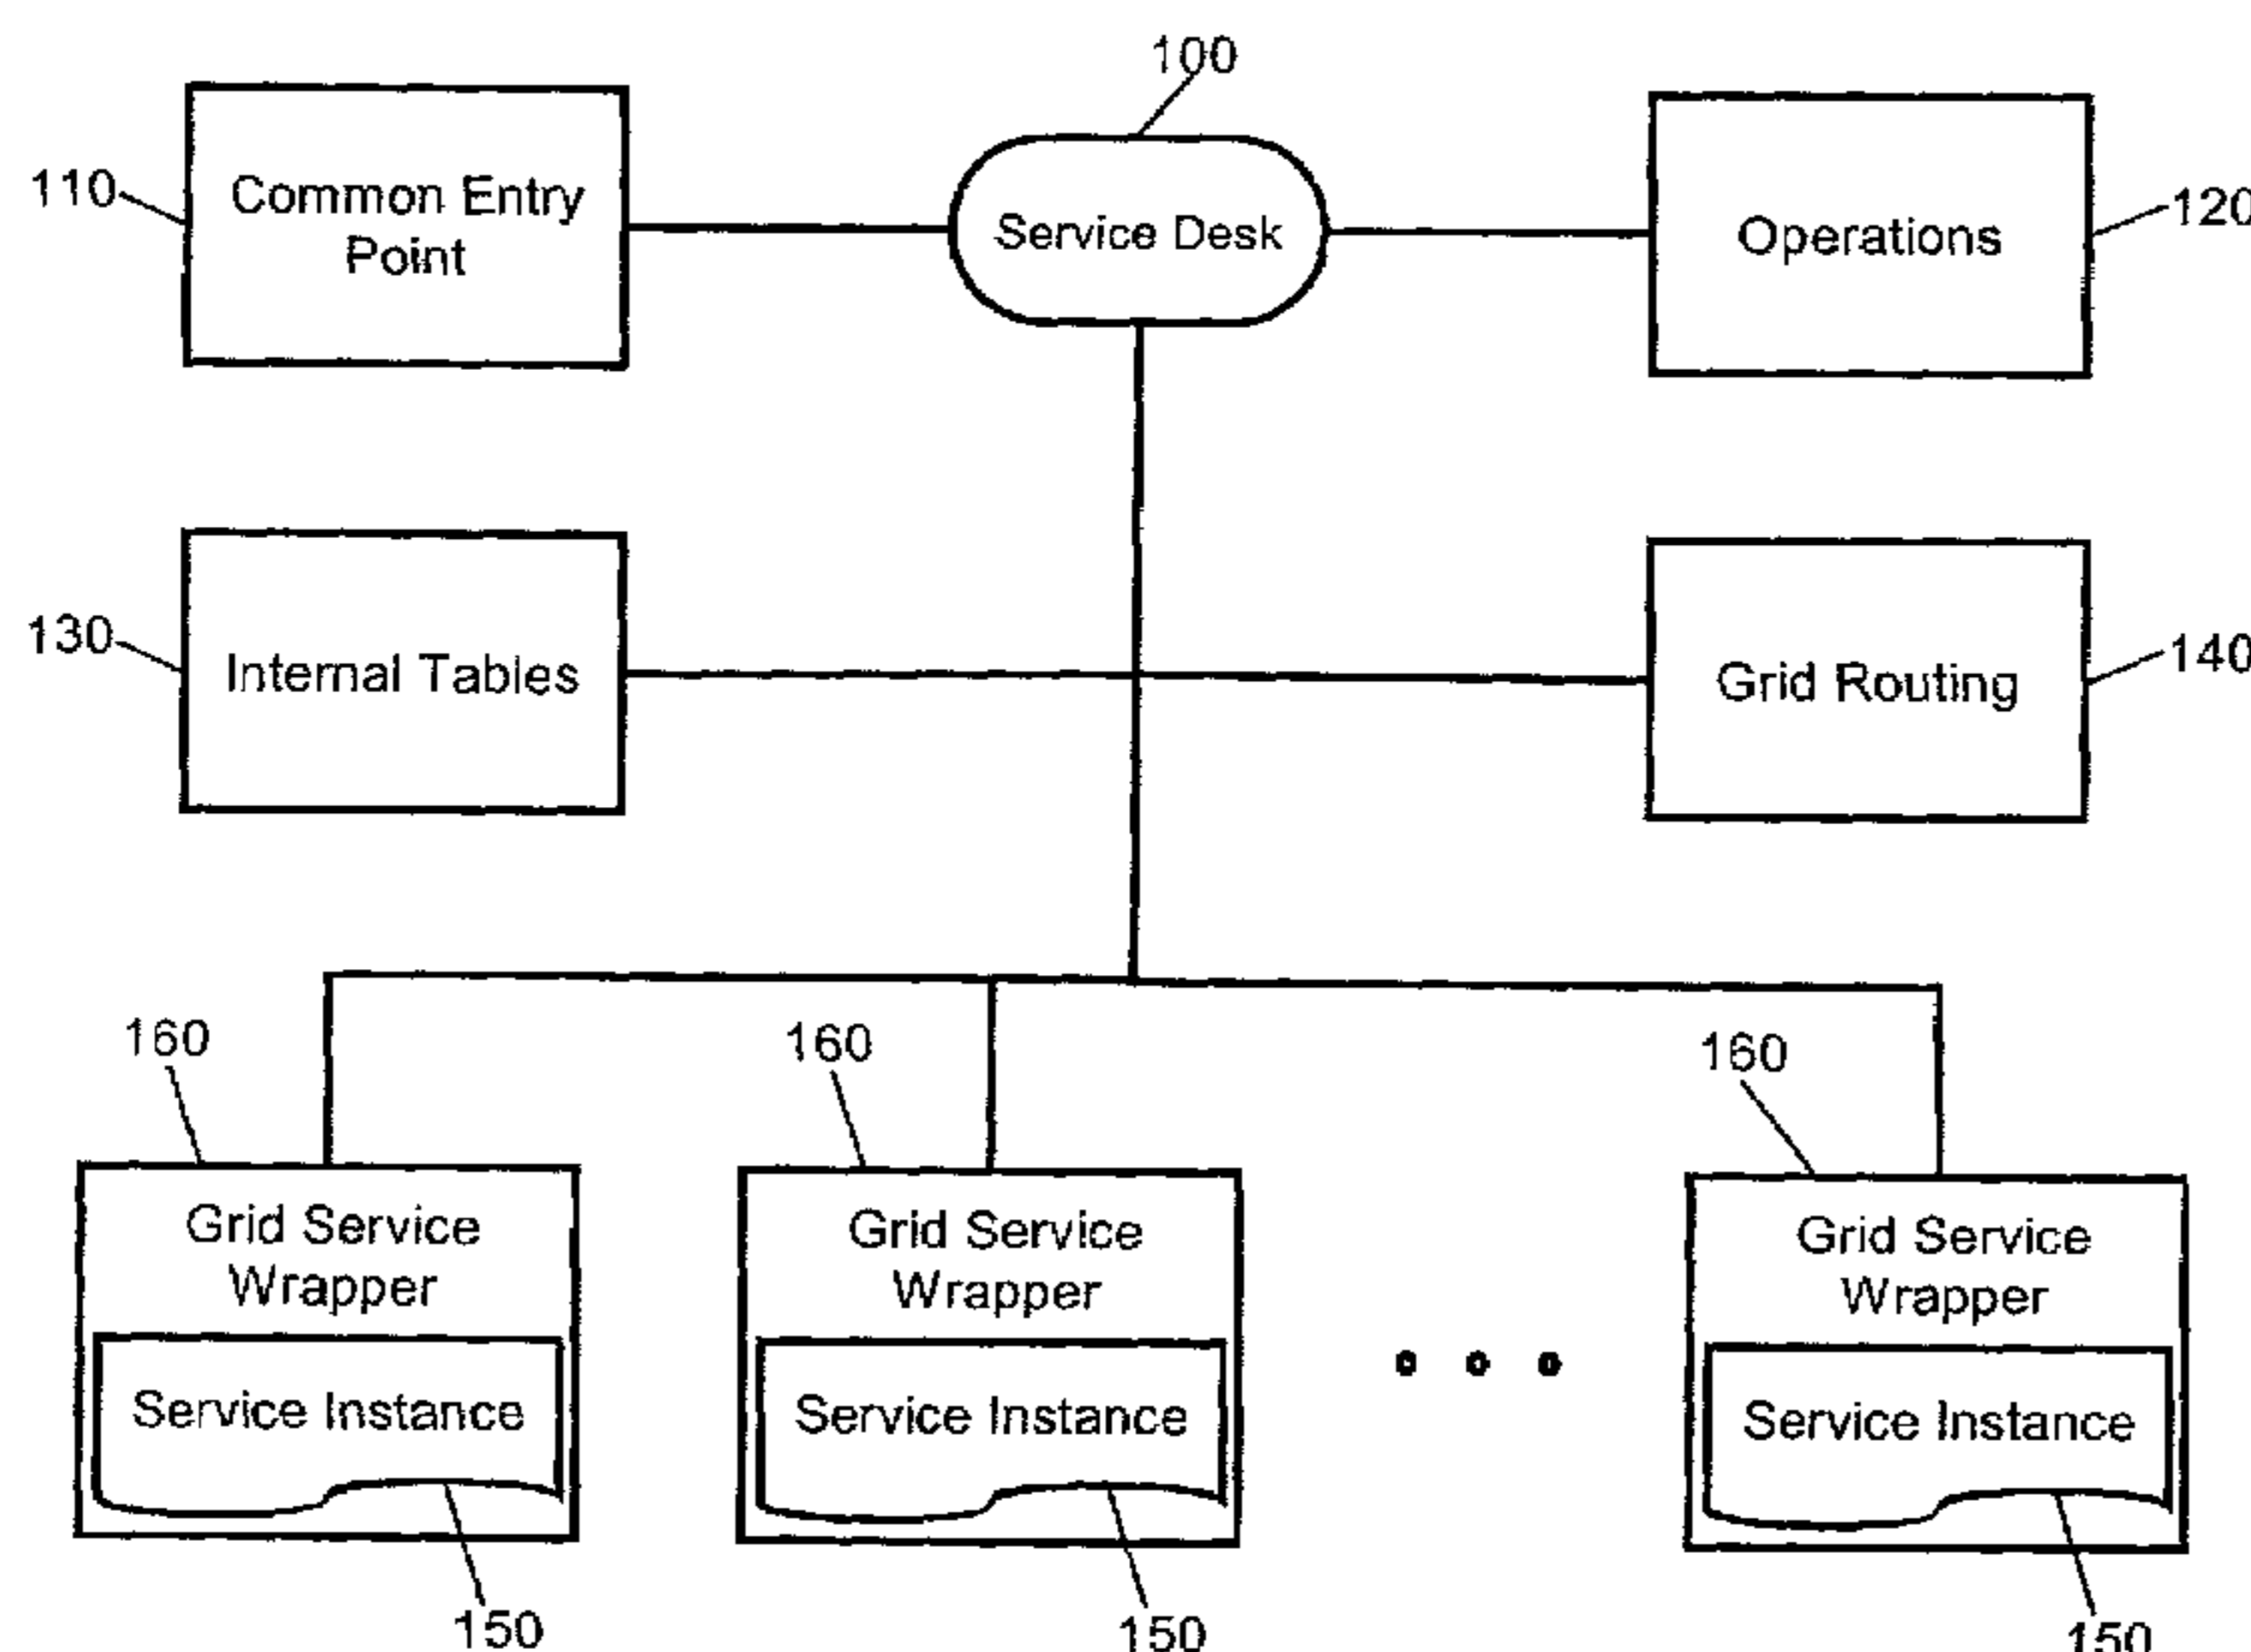 100
110
Common Entry
Point
Service Desk
Operations
120
130
Internal Tables
Grid Routing
140
160
160
160
Grid Service
Wrapper
Grid Service
Wrapper
Grid Service
Wrapper
Service Instance
Service Instance
Service Instance
150
150
150